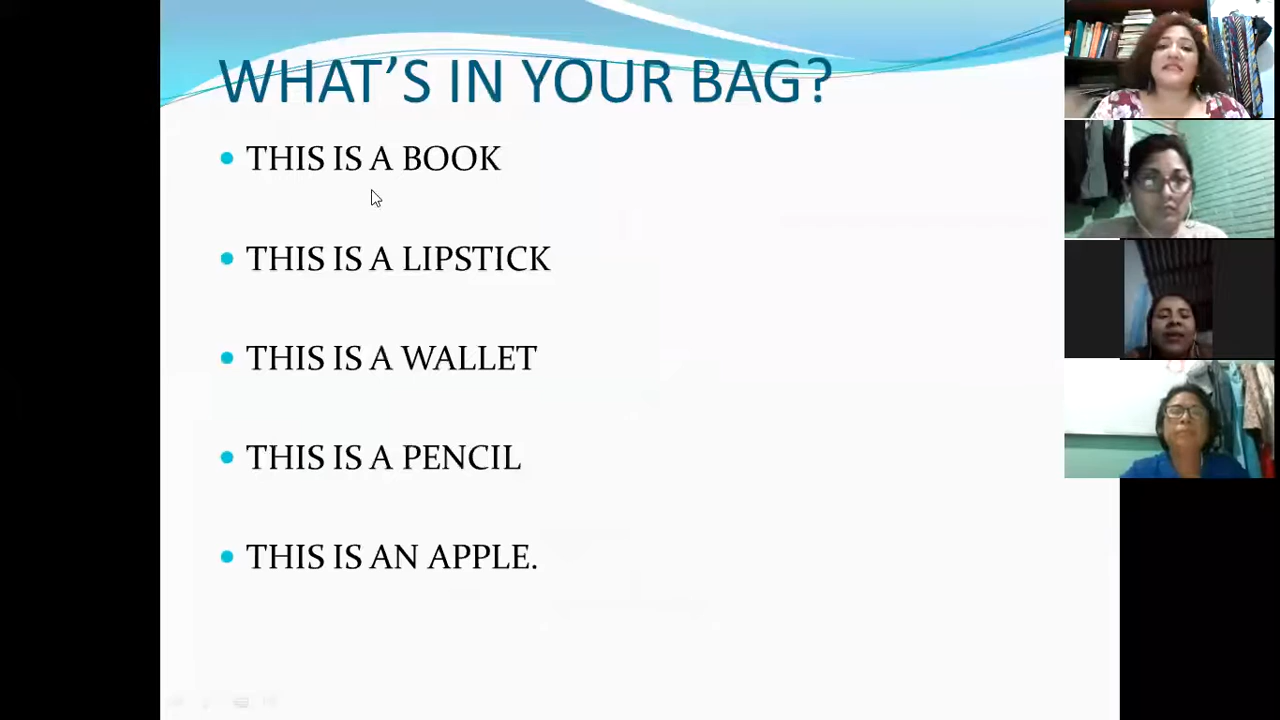 WHAT'S IN YOUR BAG?
THIS IS A BOOK
THIS IS A LIPSTICK
THIS IS A WALLET
THIS IS A PENCIL
THIS IS AN APPLE.